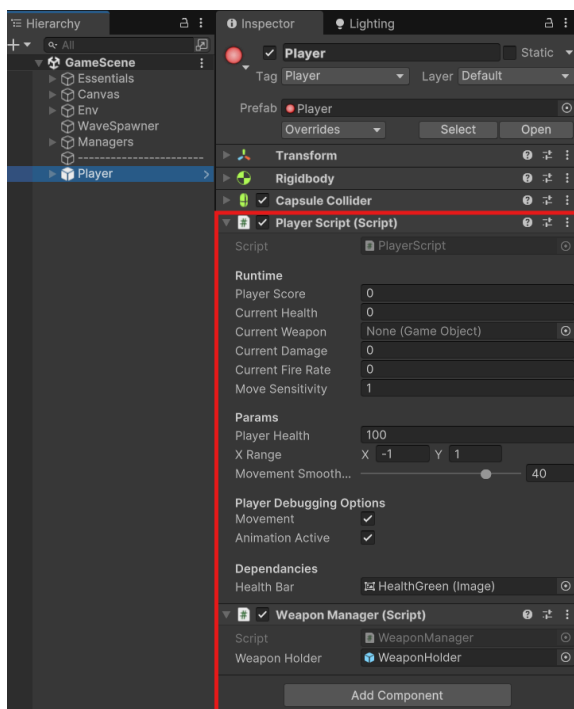 Hierarchy
All
GameScene
Essentials
Canvas
Env
WaveSpawner
Managers
-----------------------
Player
Inspector
Lighting
Player
Static
Tag Player Layer Default
Prefab Player
Overrides Select Open
Transform
Rigidbody
Capsule Collider
# Player Script (Script)
Script PlayerScript
Runtime
Player Score 0
Current Health 0
Current Weapon None (Game Object)
Current Damage 0
Current Fire Rate 0
Move Sensitivity 1
Params
Player Health 100
X Range X -1 Y 1
Movement Smooth... 40
Player Debugging Options
Movement
Animation Active
Dependancies
Health Bar HealthGreen (Image)
# Weapon Manager (Script)
Script WeaponManager
Weapon Holder WeaponHolder
Add Component